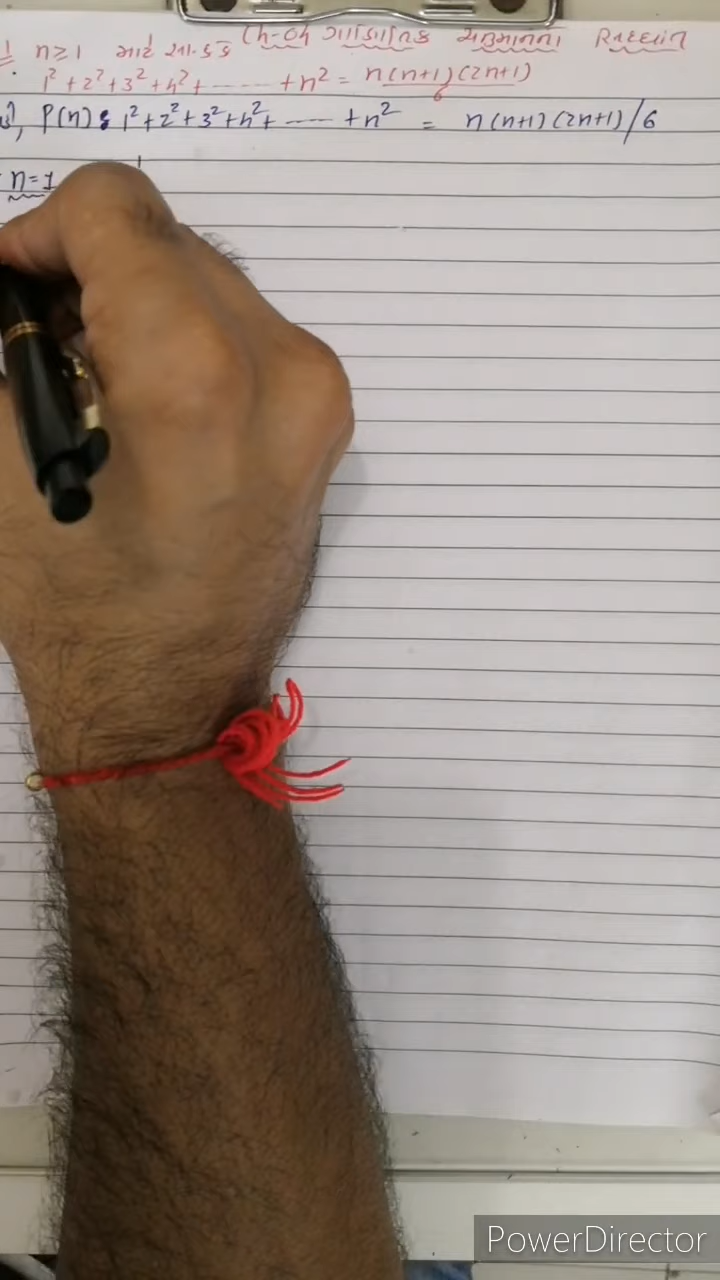 n ≥ 1 માટે સા.ક.કે Ch-04 ગાણિતિક અનુમાનનો સિદ્ધાંત
1² + 2² + 3² + 4² + ------ + n² = n(n+1)(2n+1)/6
P(n) : 1² + 2² + 3² + 4² + ---- + n² = n(n+1)(2n+1)/6
n=1
PowerDirector